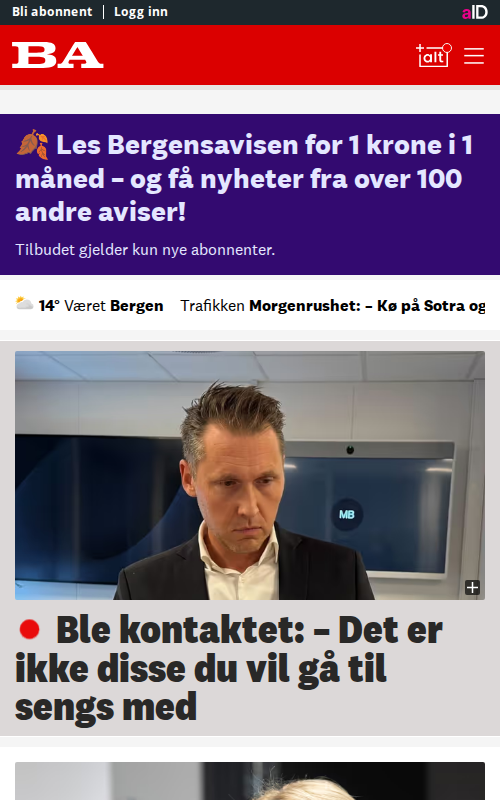 Bli abonnent Logg inn
aID
BA
alt
Les Bergensavisen for 1 krone i 1
måned – og få nyheter fra over 100
andre aviser!
Tilbudet gjelder kun nye abonnenter.
14° Været Bergen Trafikken Morgenrushet: – Kø på Sotra og
MB
Ble kontaktet: – Det er
ikke disse du vil gå til
sengs med